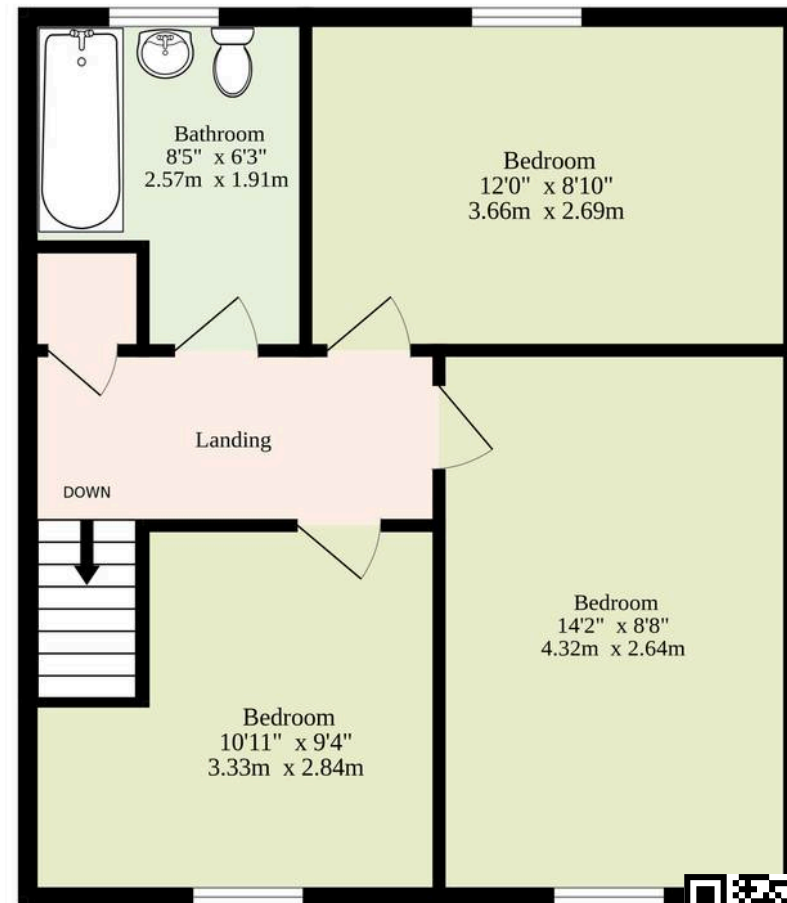 Bathroom
8'5" x 6'3"
2.57m x 1.91m
Bedroom
12'0" x 8'10"
3.66m x 2.69m
Landing
DOWN
Bedroom
14'2" x 8'8"
4.32m x 2.64m
Bedroom
10'11" x 9'4"
3.33m x 2.84m